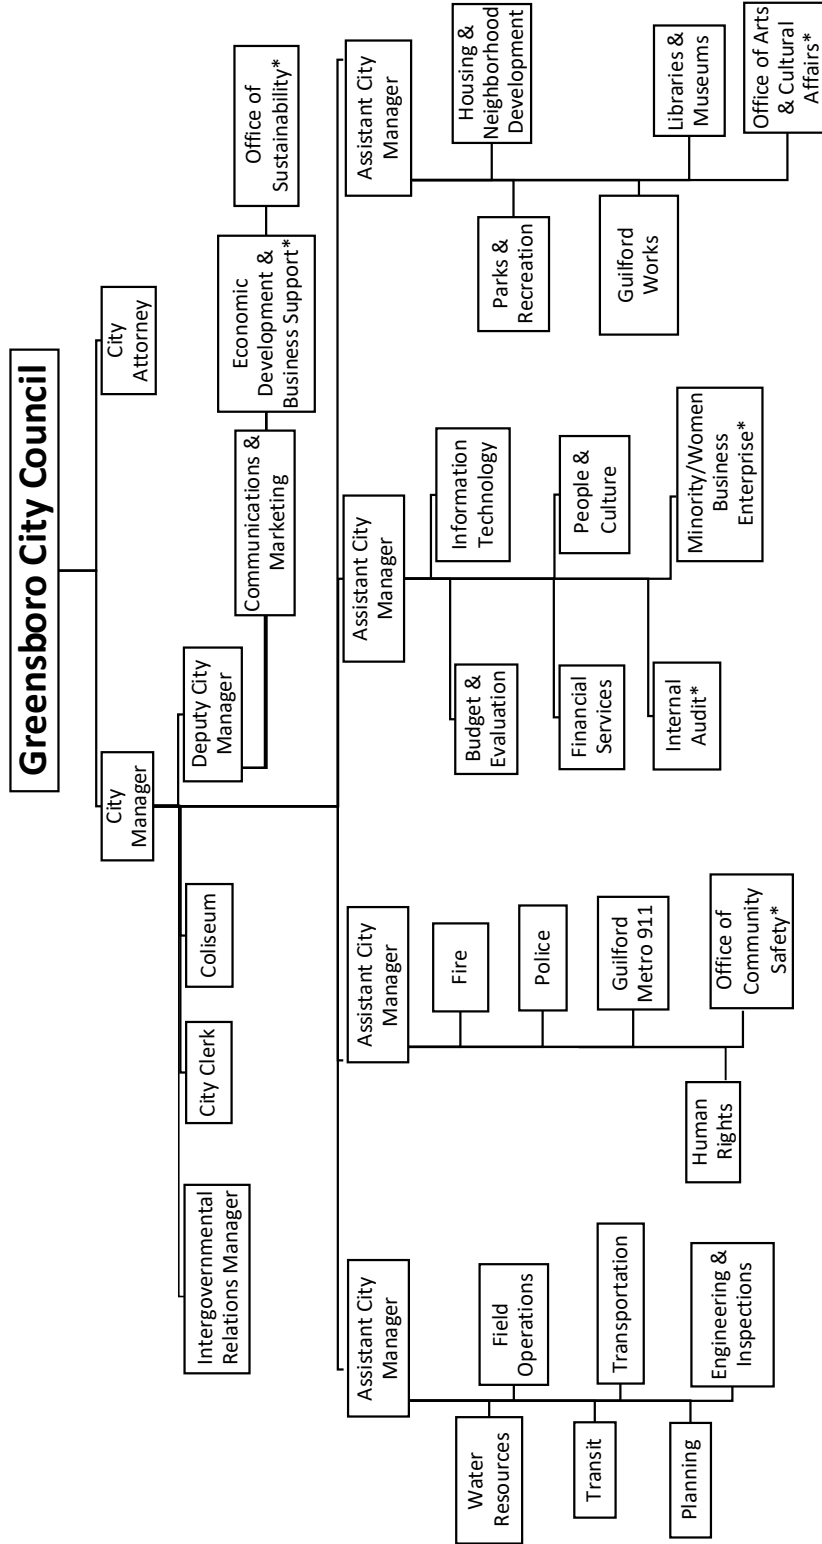 Greensboro City Council
City
Manager
City
Attorney
Intergovernmental
Relations Manager
City Clerk
Coliseum
Deputy City
Manager
Communications &
Marketing
Economic
Development &
Business Support*
Office of
Sustainability*
Assistant City
Manager
Water
Resources
Field
Operations
Transit
Transportation
Planning
Engineering &
Inspections
Assistant City
Manager
Fire
Police
Guilford
Metro 911
Office of
Community
Safety*
Human
Rights
Assistant City
Manager
Information
Technology
Budget &
Evaluation
People &
Culture
Financial
Services
Internal
Audit*
Minority/Women
Business
Enterprise*
Assistant City
Manager
Housing &
Neighborhood
Development
Parks &
Recreation
Guilford
Works
Libraries &
Museums
Office of Arts
& Cultural
Affairs*